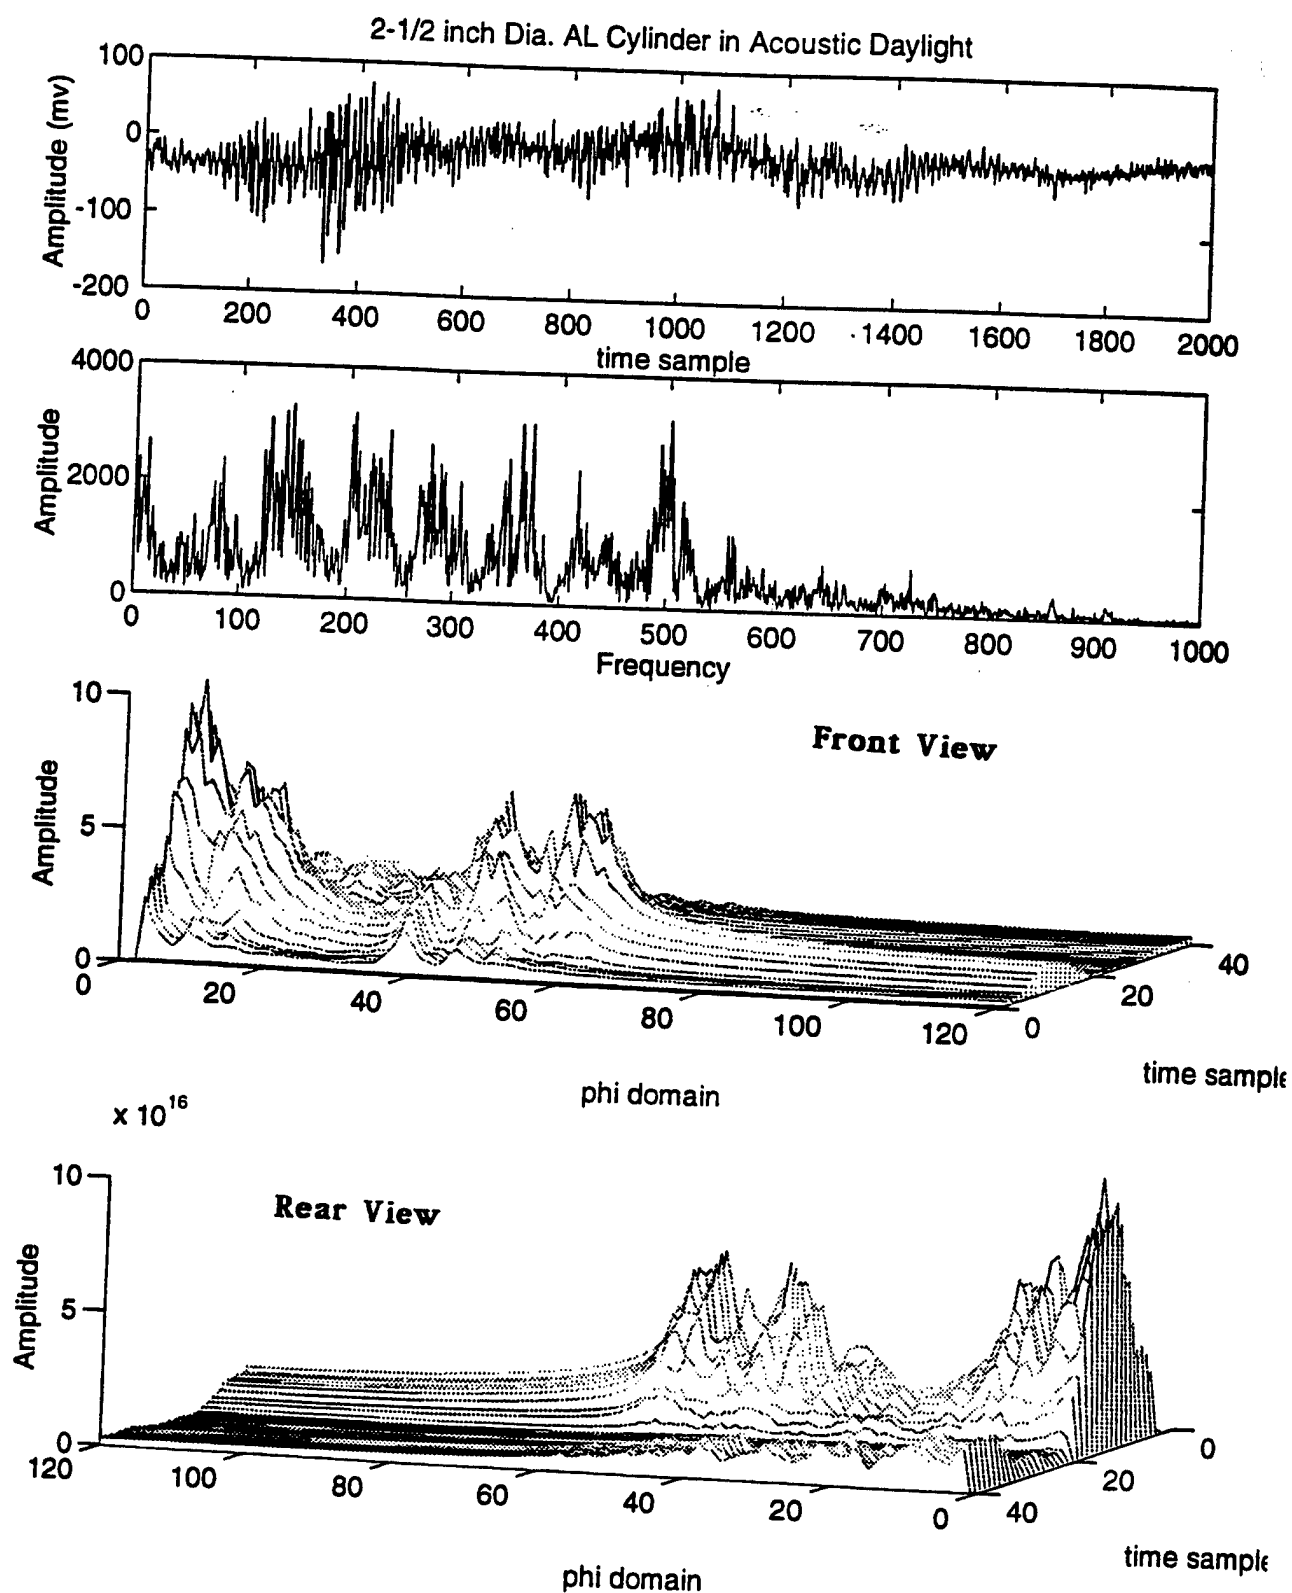 2-1/2 inch Dia. AL Cylinder in Acoustic Daylight
100
0
-100
-200
Amplitude (mv)
0 200 400 600 800 1000 1200 1400 1600 1800 2000
time sample
4000
2000
0
Amplitude
0 100 200 300 400 500 600 700 800 900 1000
Frequency
10
5
0
Amplitude
Front View
0 20 40 60 80 100 120
0 20 40
phi domain
time sample
x 10^16
10
5
0
Amplitude
Rear View
120 100 80 60 40 20 0
40 20 0
phi domain
time sample